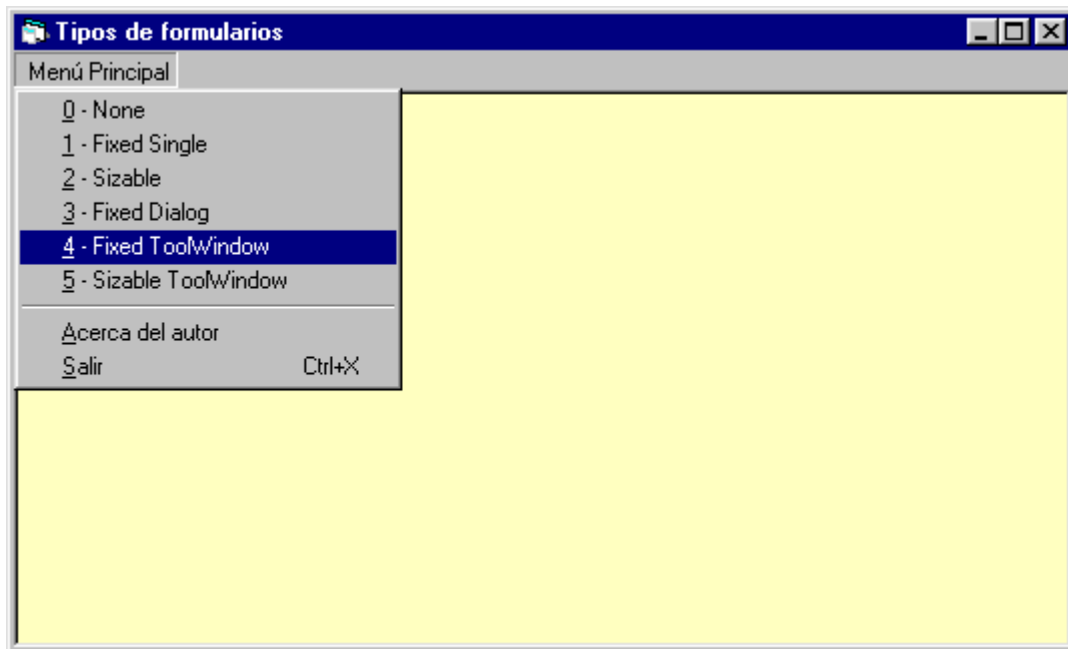 Tipos de formularios
Menú Principal
0 - None
1 - Fixed Single
2 - Sizable
3 - Fixed Dialog
4 - Fixed ToolWindow
5 - Sizable ToolWindow
Acerca del autor
Salir Ctrl+X